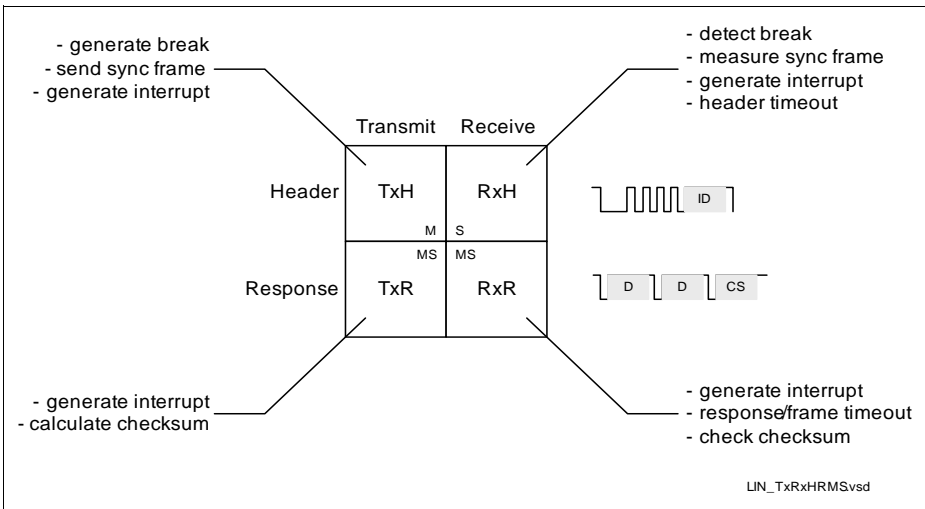 - generate break
- send sync frame
- generate interrupt
- detect break
- measure sync frame
- generate interrupt
- header timeout
Transmit Receive
Header TxH RxH ID
M S
MS MS
Response TxR RxR D D CS
- generate interrupt
- calculate checksum
- generate interrupt
- response/frame timeout
- check checksum
LIN_TxRxHRMS.vsd